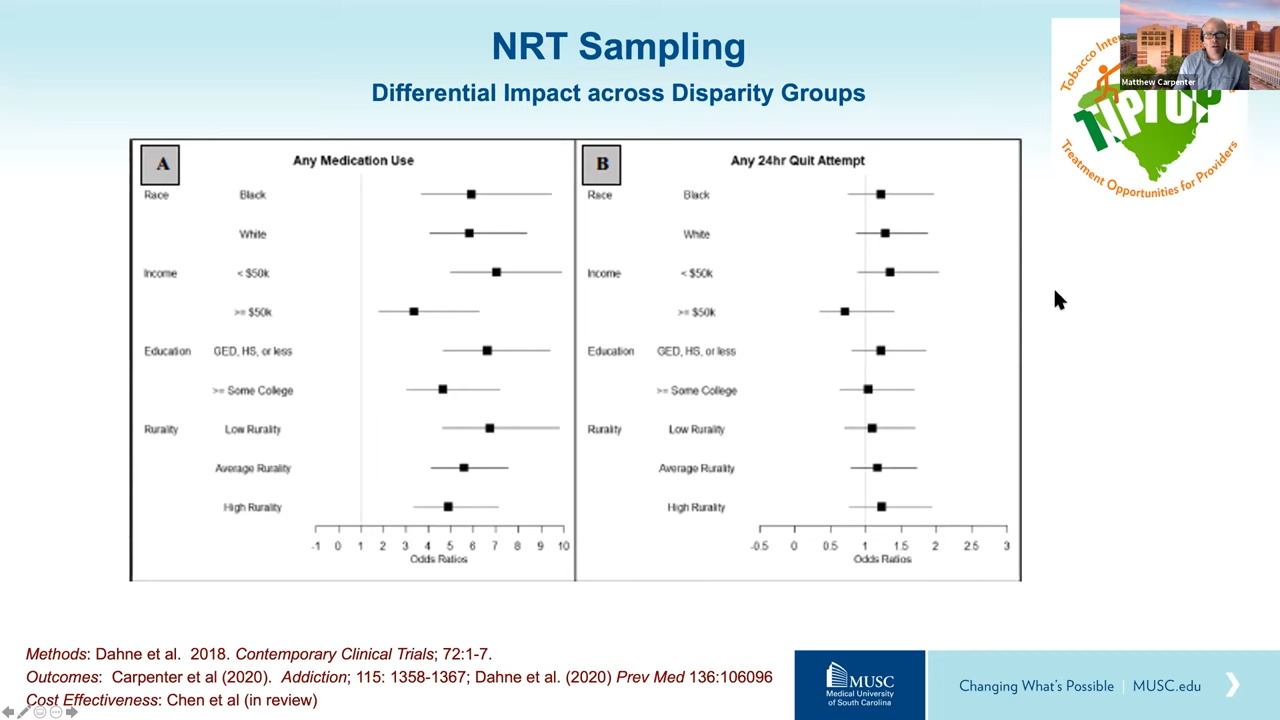 NRT Sampling
Differential Impact across Disparity Groups
Matthew Carpenter
Tobacco Inte
TIPTOP
Treatment Opportunities for Providers
A
Any Medication Use
Race Black
White
Income < $50k
>= $50k
Education GED, HS, or less
>= Some College
Rurality Low Rurality
Average Rurality
High Rurality
-1 0 1 2 3 4 5 6 7 8 9 10
Odds Ratios
B
Any 24hr Quit Attempt
Race Black
White
Income < $50k
>= $50k
Education GED, HS, or less
>= Some College
Rurality Low Rurality
Average Rurality
High Rurality
-0.5 0 0.5 1 1.5 2 2.5 3
Odds Ratios
Methods: Dahne et al. 2018. Contemporary Clinical Trials; 72:1-7.
Outcomes: Carpenter et al (2020). Addiction; 115: 1358-1367; Dahne et al. (2020) Prev Med 136:106096
Cost Effectiveness: Chen et al (in review)
MUSC
Medical University
of South Carolina
Changing What's Possible | MUSC.edu